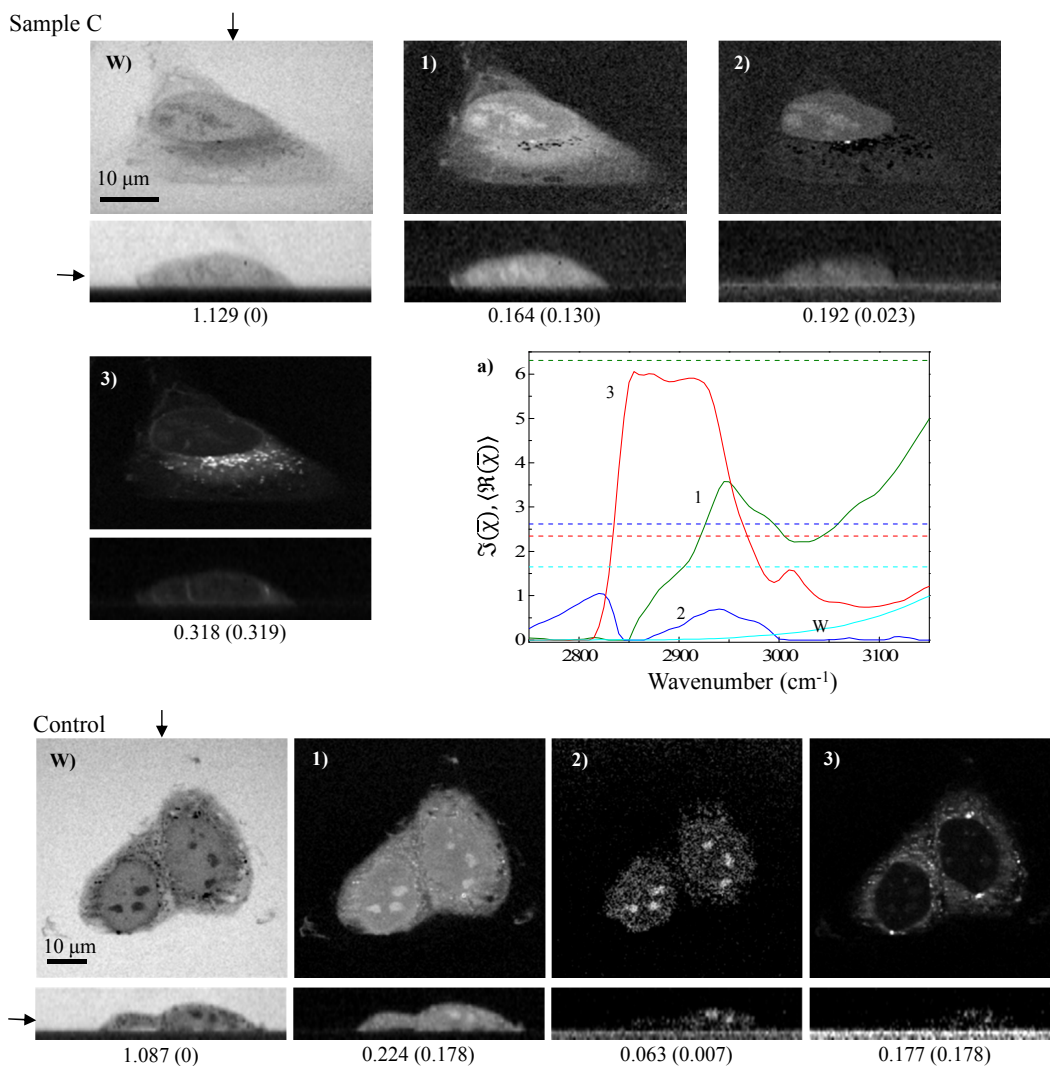 Sample C
W)
1)
2)
10 μm
1.129 (0)
0.164 (0.130)
0.192 (0.023)
3)
0.318 (0.319)
a)
6
5
4
3
2
1
0
3
1
2
W
ℑ(χ̅),⟨ℜ(χ̅)⟩
2800
2900
3000
3100
Wavenumber (cm⁻¹)
Control
W)
1)
2)
3)
10 μm
1.087 (0)
0.224 (0.178)
0.063 (0.007)
0.177 (0.178)